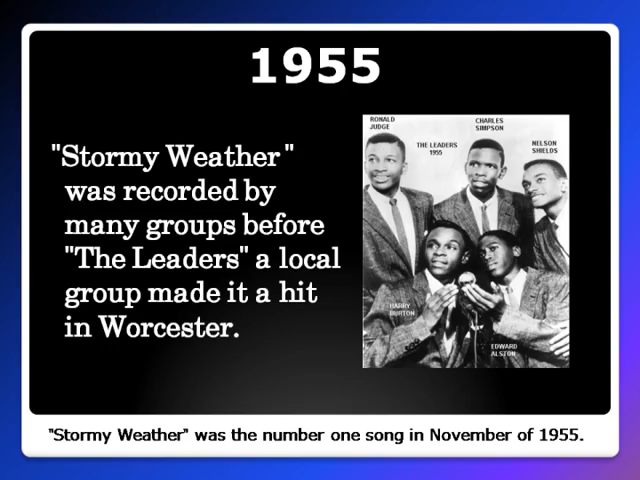 1955
"Stormy Weather "
was recorded by
many groups before
"The Leaders" a local
group made it a hit
in Worcester.
RONALD
JUDGE
THE LEADERS
1955
CHARLES
SIMPSON
NELSON
SHIELDS
HARRY
BURTON
EDWARD
ALSTON
"Stormy Weather" was the number one song in November of 1955.